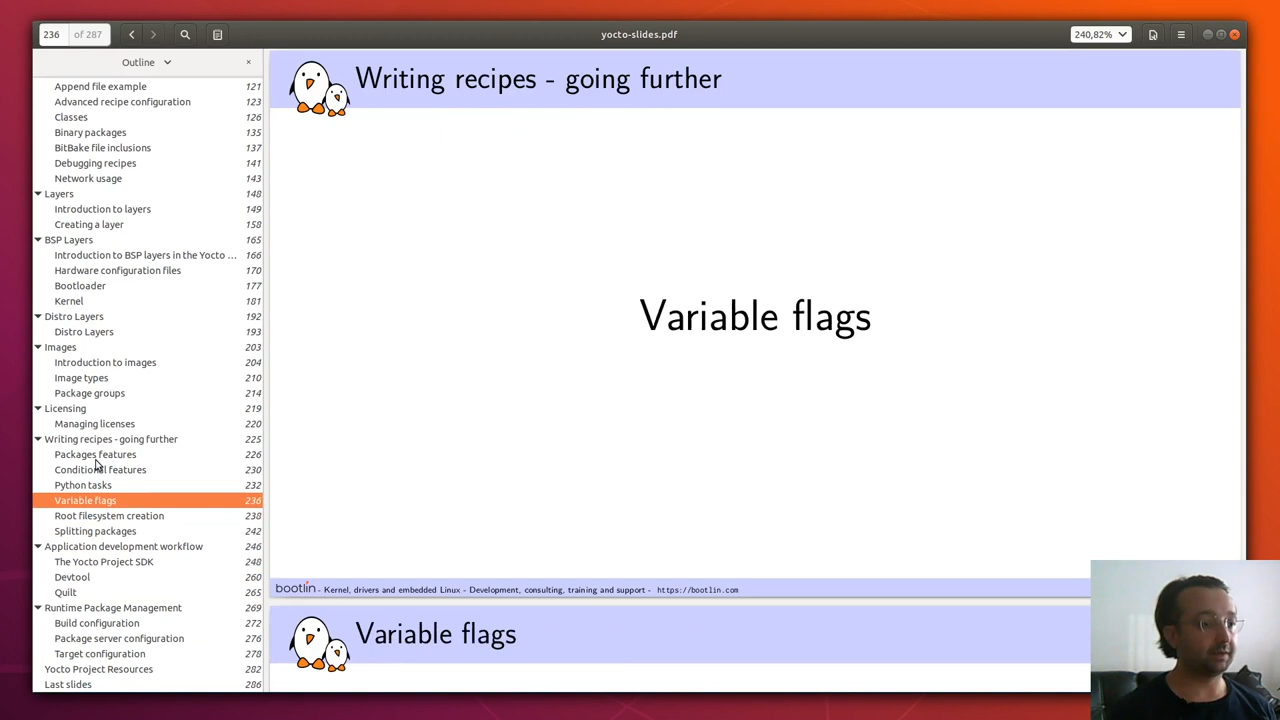 236 of 287
yocto-slides.pdf
240,82%
Outline
Append file example 121
Advanced recipe configuration 123
Classes 126
Binary packages 135
BitBake file inclusions 137
Debugging recipes 141
Network usage 143
Layers 148
Introduction to layers 149
Creating a layer 158
BSP Layers 165
Introduction to BSP layers in the Yocto ... 166
Hardware configuration files 170
Bootloader 177
Kernel 181
Distro Layers 192
Distro Layers 193
Images 203
Introduction to images 204
Image types 210
Package groups 214
Licensing 219
Managing licenses 220
Writing recipes - going further 225
Packages features 226
Conditional features 230
Python tasks 232
Variable flags 236
Root filesystem creation 238
Splitting packages 242
Application development workflow 246
The Yocto Project SDK 248
Devtool 260
Quilt 265
Runtime Package Management 269
Build configuration 272
Package server configuration 276
Target configuration 278
Yocto Project Resources 282
Last slides 286
Writing recipes - going further
Variable flags
bootlin - Kernel, drivers and embedded Linux - Development, consulting, training and support - https://bootlin.com
Variable flags